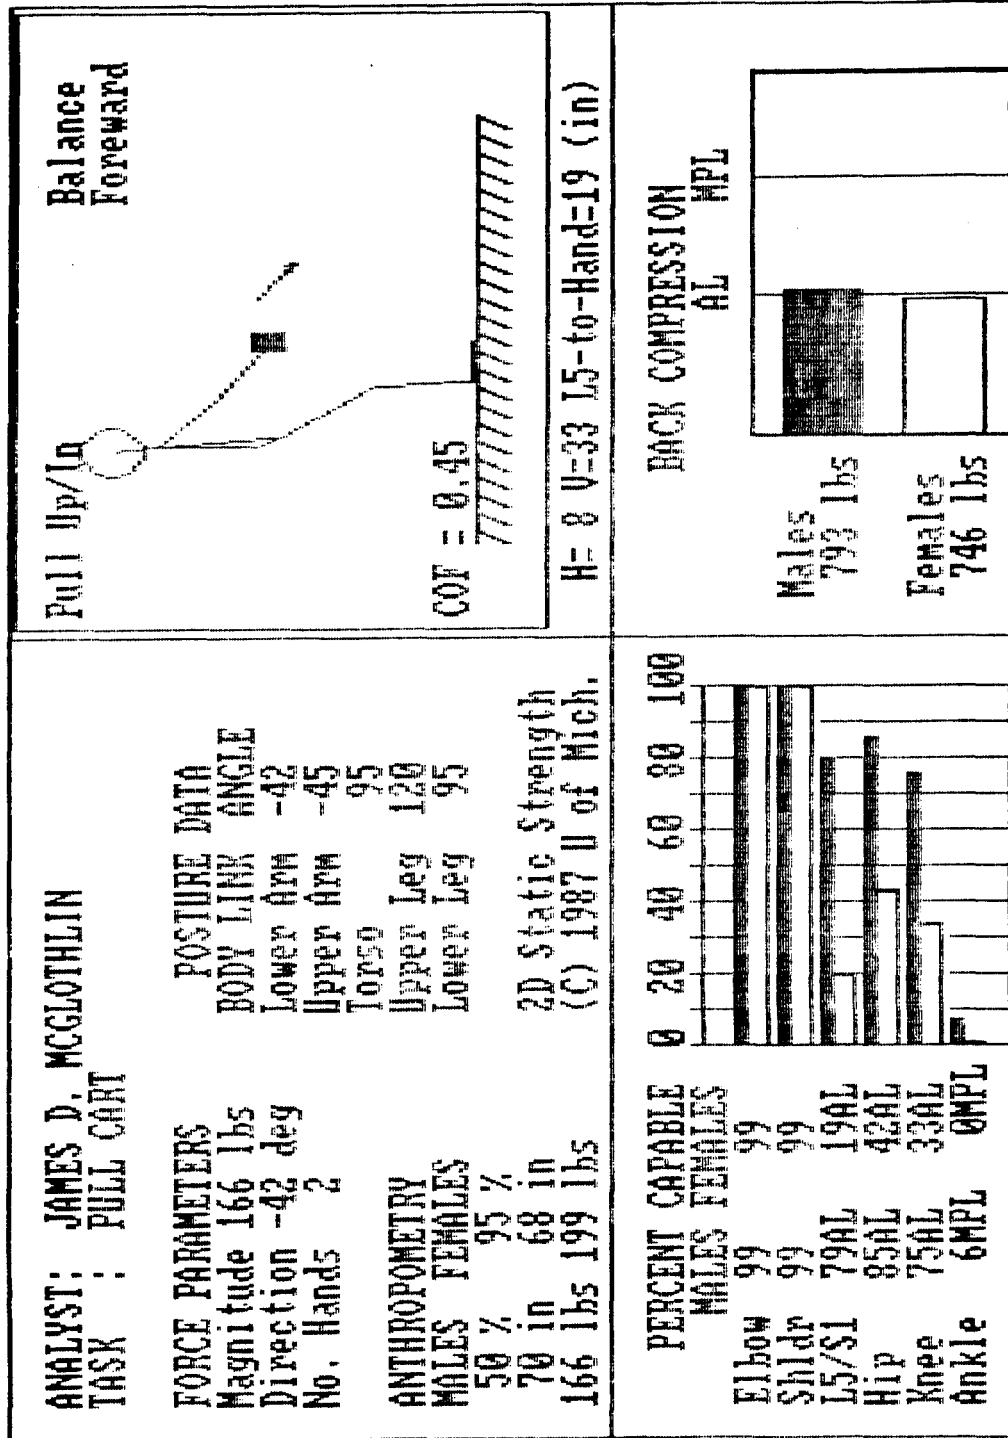 ANALYST: JAMES D. MCGLOTHLIN
TASK : PULL CART
FORCE PARAMETERS
Magnitude 166 lbs
Direction -42 deg
No. Hands 2
POSTURE DATA
BODY LINK ANGLE
Lower Arm -42
Upper Arm -45
Torso 95
Upper Leg 120
Lower Leg 95
ANTHROPOMETRY
MALES FEMALES
50 % 95 %
70 in 68 in
166 lbs 199 lbs
2D Static Strength
(C) 1987 U of Mich.
Pull Up/In
Balance
Foreward
COF = 0.45
H= 8 V=33 L5-to-Hand=19 (in)
PERCENT CAPABLE
MALES FEMALES
Elbow 99 99
Shldr 99 99
L5/S1 79AL 19AL
Hip 85AL 42AL
Knee 75AL 33AL
Ankle 6MPL 0MPL
0 20 40 60 80 100
BACK COMPRESSION
AL MPL
Males
793 lbs
Females
746 lbs